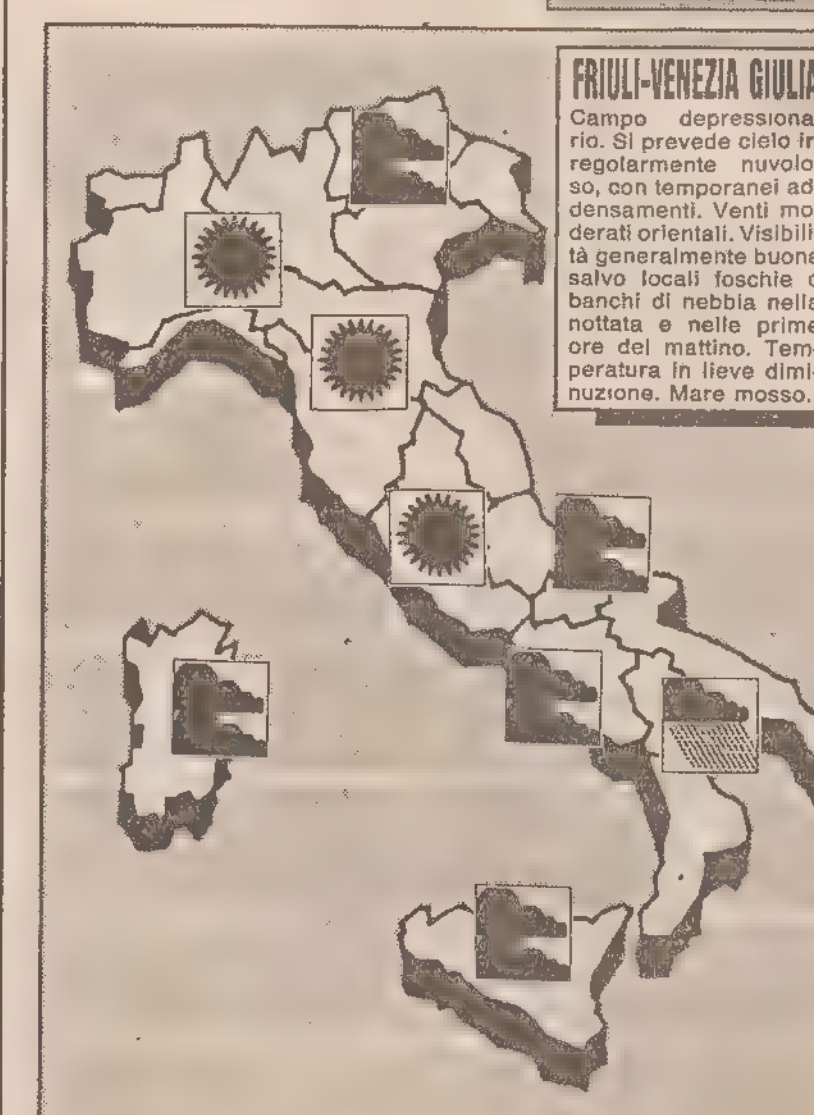 FRIULI-VENEZIA GIULIA
Campo depressiona
rio. Si prevede cielo ir
regolarmente nuvolo
so, con temporanei ad
densamenti. Venti mo
derati orientali. Visibili
tà generalmente buona
salvo locali foschie o
banchi di nebbia nella
nottata e nelle prime
ore del mattino. Tem-
peratura in lieve dimi-
nuzione. Mare mosso.